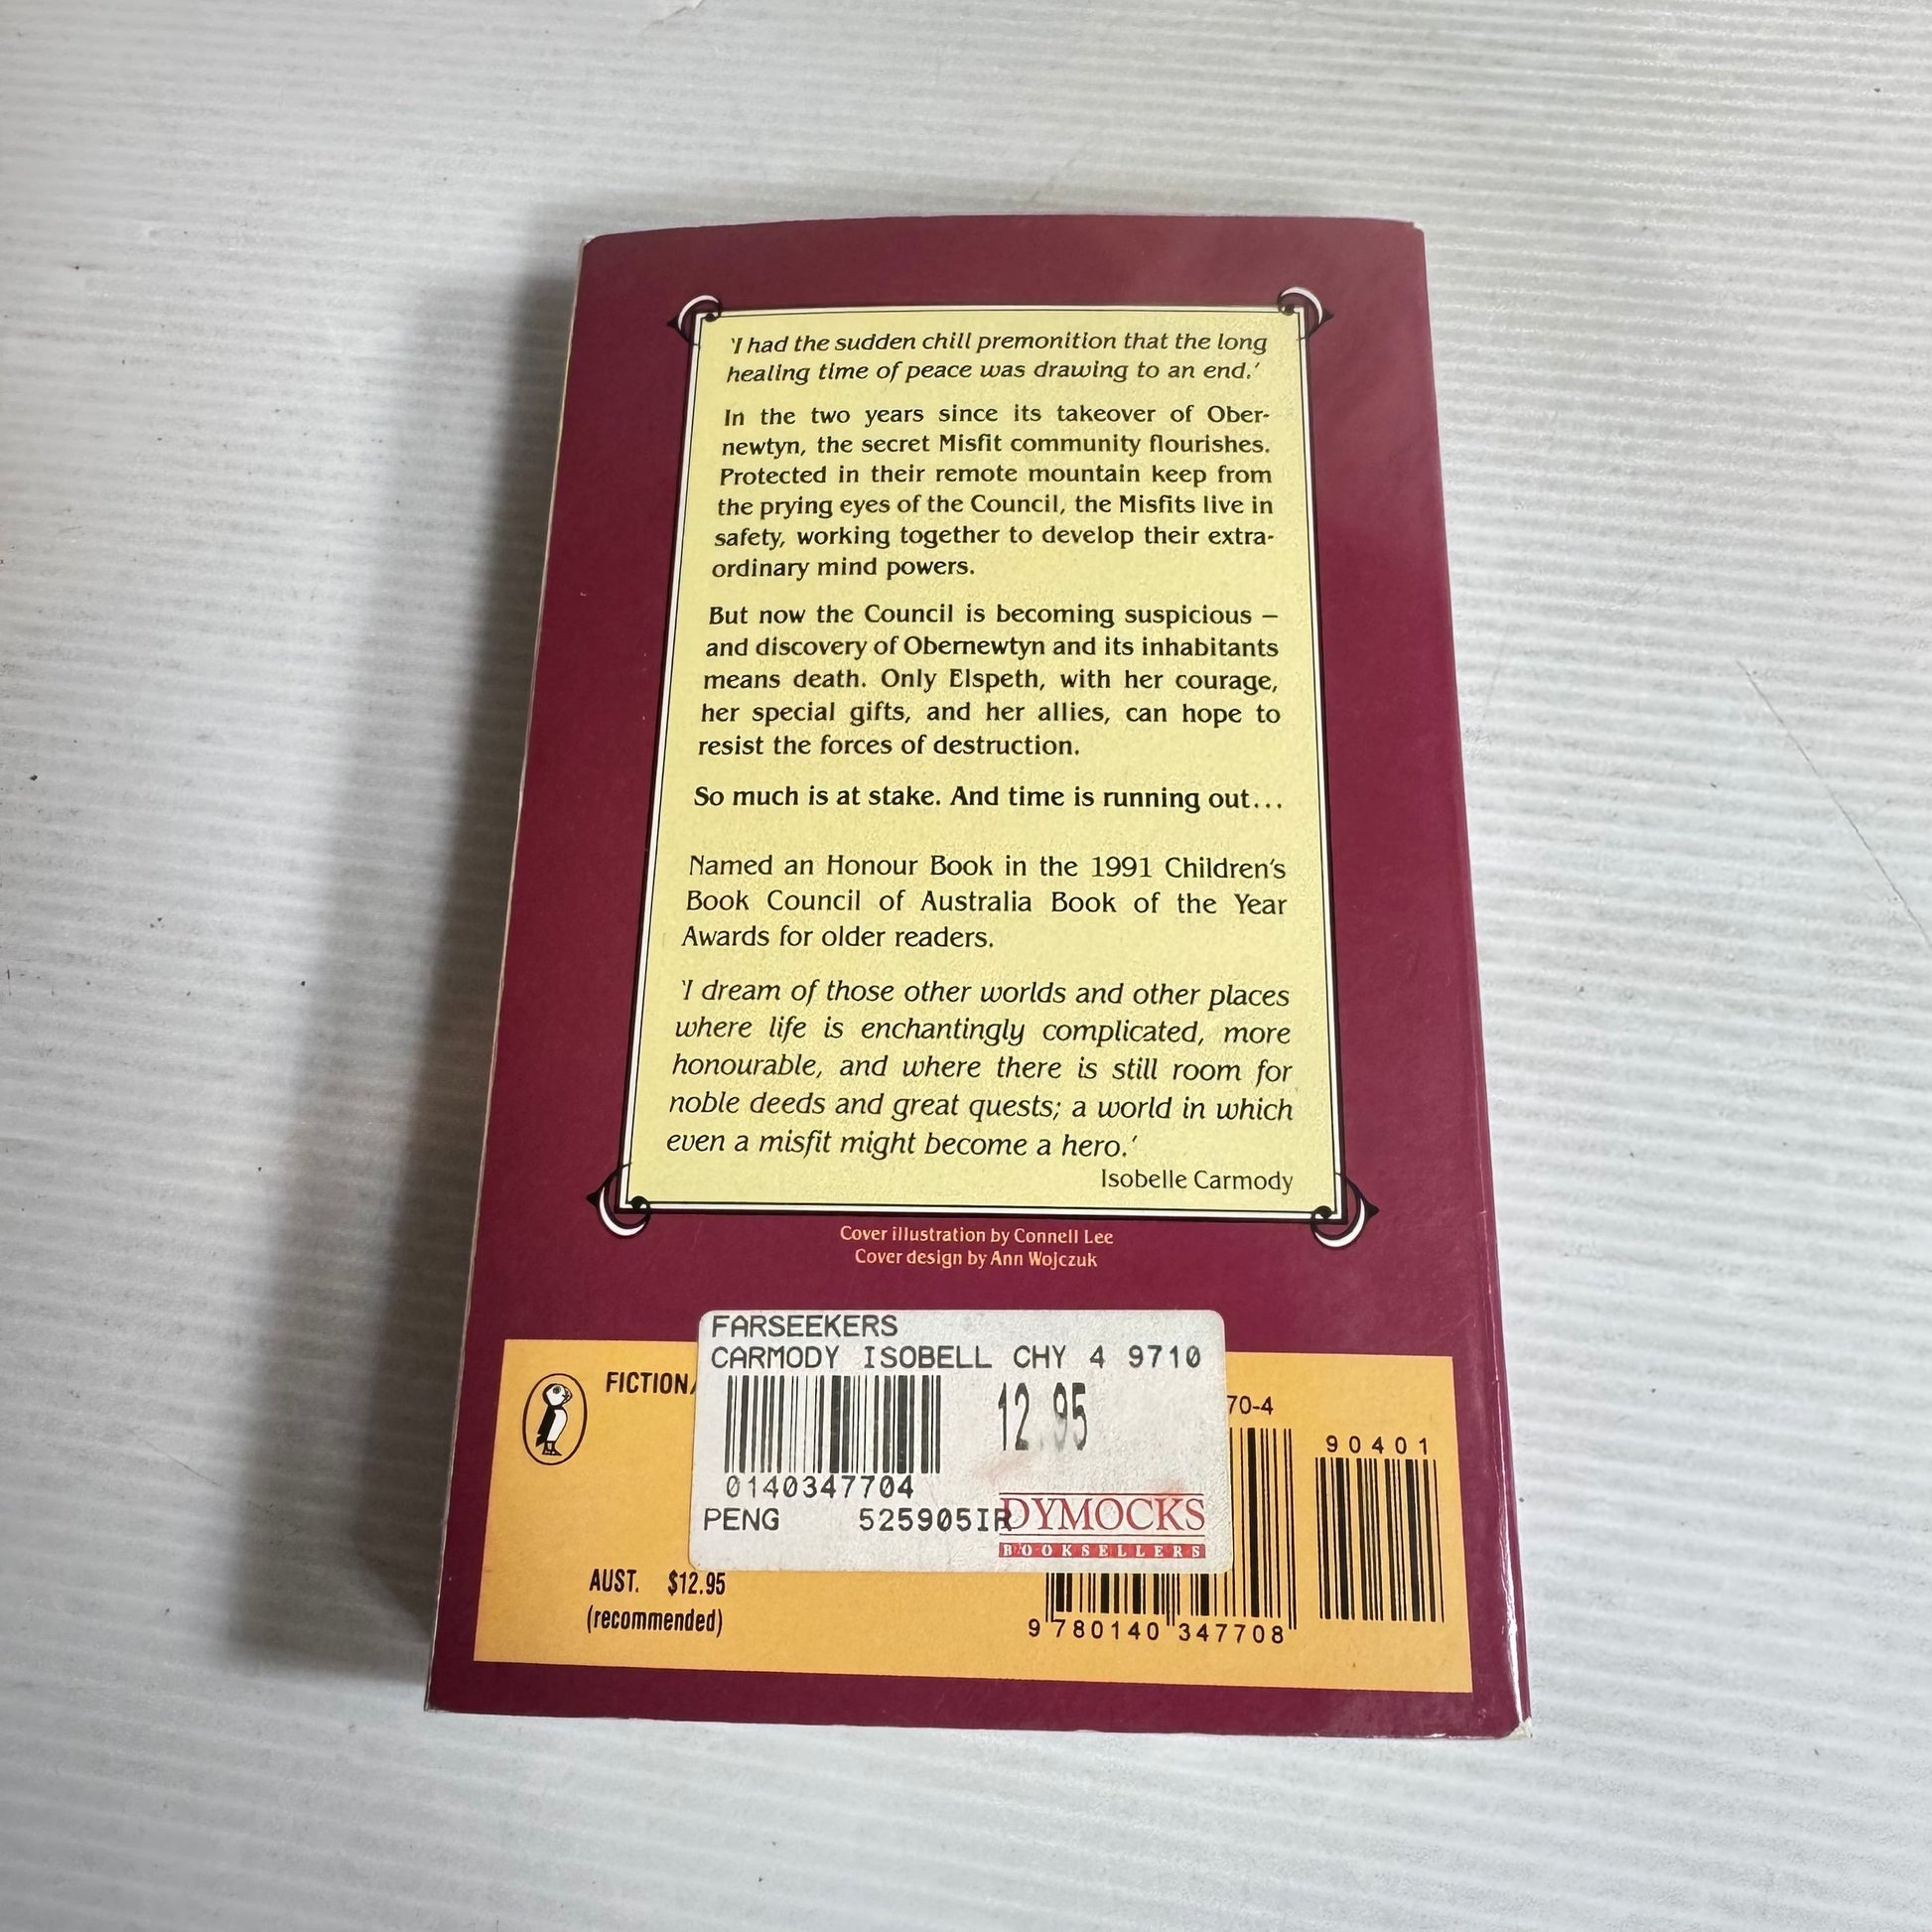 'I had the sudden chill premonition that the long
healing time of peace was drawing to an end.'
In the two years since its takeover of Ober-
newtyn, the secret Misfit community flourishes.
Protected in their remote mountain keep from
the prying eyes of the Council, the Misfits live in
safety, working together to develop their extra-
ordinary mind powers.
But now the Council is becoming suspicious –
and discovery of Obernewtyn and its inhabitants
means death. Only Elspeth, with her courage,
her special gifts, and her allies, can hope to
resist the forces of destruction.
So much is at stake. And time is running out...
Named an Honour Book in the 1991 Children's
Book Council of Australia Book of the Year
Awards for older readers.
'I dream of those other worlds and other places
where life is enchantingly complicated, more
honourable, and where there is still room for
noble deeds and great quests; a world in which
even a misfit might become a hero.'
Isobelle Carmody
Cover illustration by Connell Lee
Cover design by Ann Wojczuk
FARSEEKERS
CARMODY ISOBELL CHY 4 9710
FICTION/
12.95
70-4
90401
0140347704
PENG 525905IR
DYMOCKS
BOOKSELLERS
AUST. $12.95
(recommended)
9 780140 347708